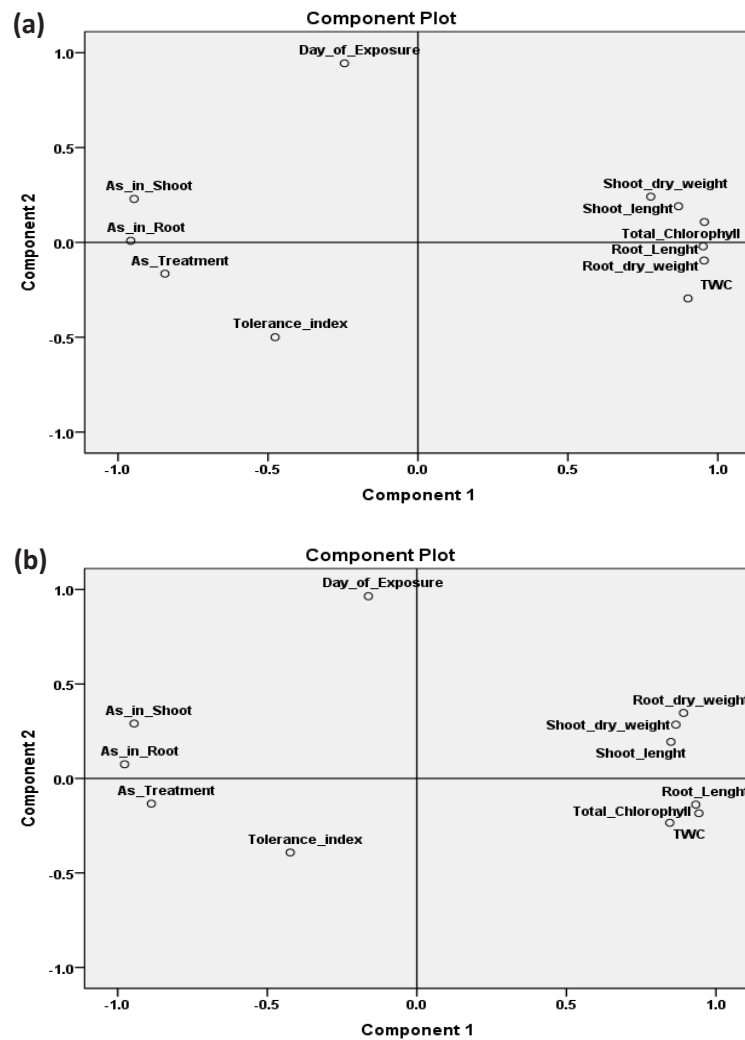 (a)
Component Plot
1.0
Day_of_Exposure
0.5
As_in_Shoot
Shoot_dry_weight
Shoot_lenght
As_in_Root
Total_Chlorophyll
0.0
Root_Lenght
As_Treatment
Root_dry_weight
TWC
Tolerance_index
-0.5
-1.0
Component 2
-1.0 -0.5 0.0 0.5 1.0
Component 1
(b)
Component Plot
Day_of_Exposure
1.0
0.5
Root_dry_weight
As_in_Shoot
Shoot_dry_weight
As_in_Root
Shoot_lenght
0.0
As_Treatment
Root_Lenght
Total_Chlorophyll
TWC
Tolerance_index
-0.5
-1.0
Component 2
-1.0 -0.5 0.0 0.5 1.0
Component 1